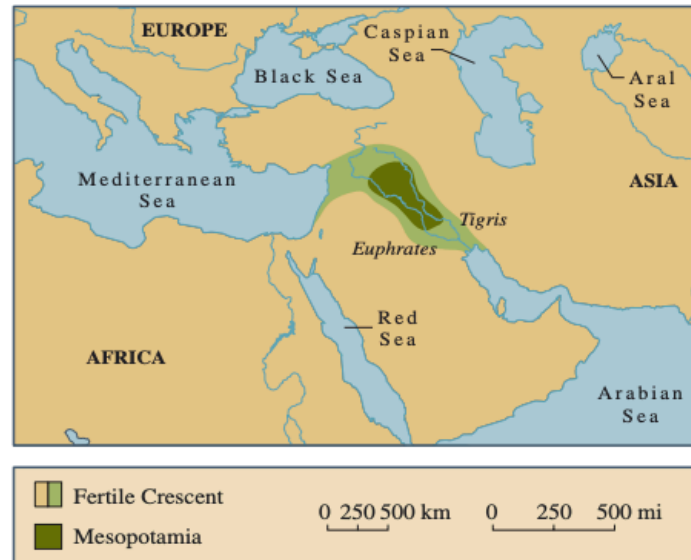 EUROPE
Caspian
Sea
Black Sea
Aral
Sea
Mediterranean
Sea
ASIA
Tigris
Euphrates
Red
Sea
AFRICA
Arabian
Sea
Fertile Crescent
Mesopotamia
0 250 500 km
0 250 500 mi